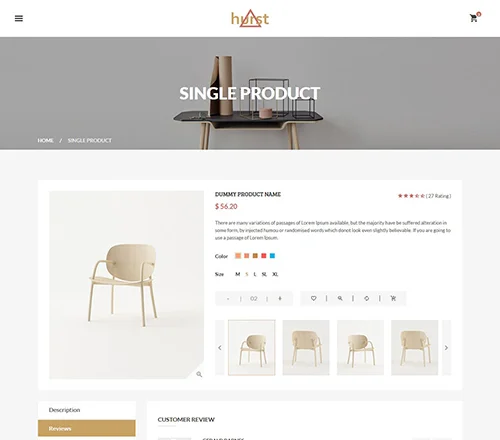 hurst
SINGLE PRODUCT
HOME / SINGLE PRODUCT
DUMMY PRODUCT NAME
( 27 Rating )
$ 56.20
There are many variations of passages of Lorem Ipsum available, but the majority have be suffered alteration in
some form, by injected humou or randomised words which donot look even slightly believable. If you are going to
use a passage of Lorem Ipsum.
Color
Size M S L SL XL
- | 02 | +
Description
Reviews
CUSTOMER REVIEW